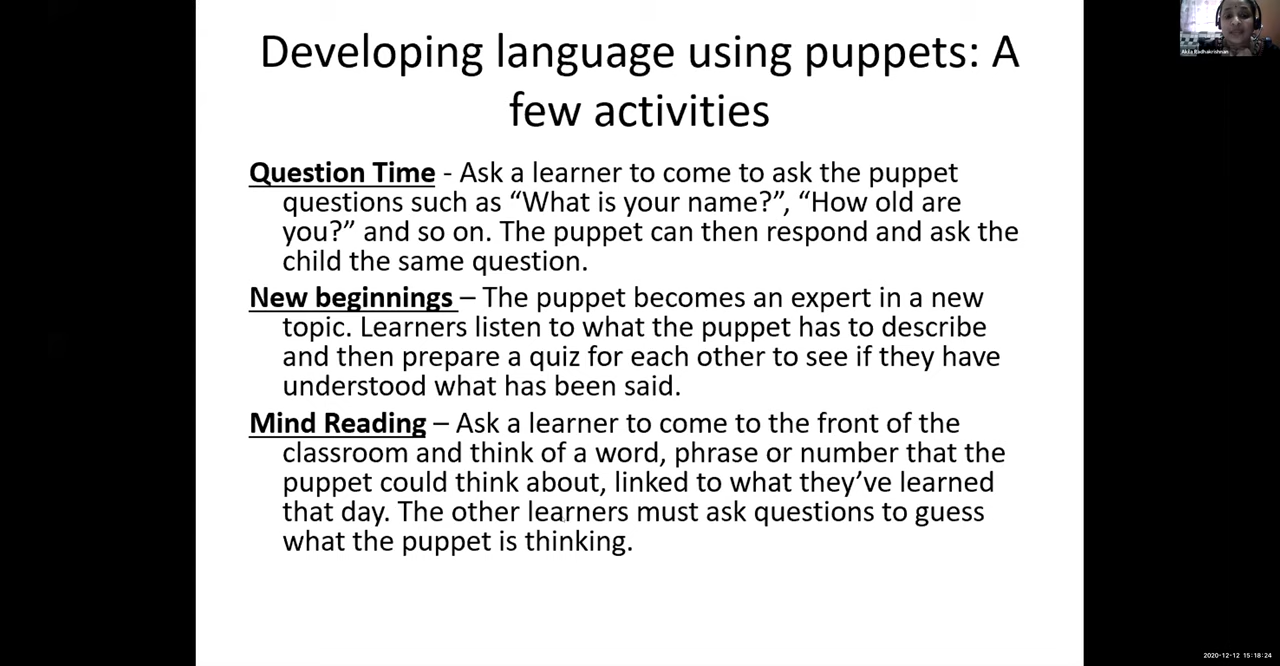 Developing language using puppets: A
few activities
Question Time - Ask a learner to come to ask the puppet
questions such as “What is your name?”, “How old are
you?” and so on. The puppet can then respond and ask the
child the same question.
New beginnings – The puppet becomes an expert in a new
topic. Learners listen to what the puppet has to describe
and then prepare a quiz for each other to see if they have
understood what has been said.
Mind Reading – Ask a learner to come to the front of the
classroom and think of a word, phrase or number that the
puppet could think about, linked to what they’ve learned
that day. The other learners must ask questions to guess
what the puppet is thinking.
Akila Radhakrishnan
2020-12-12 15:18:24